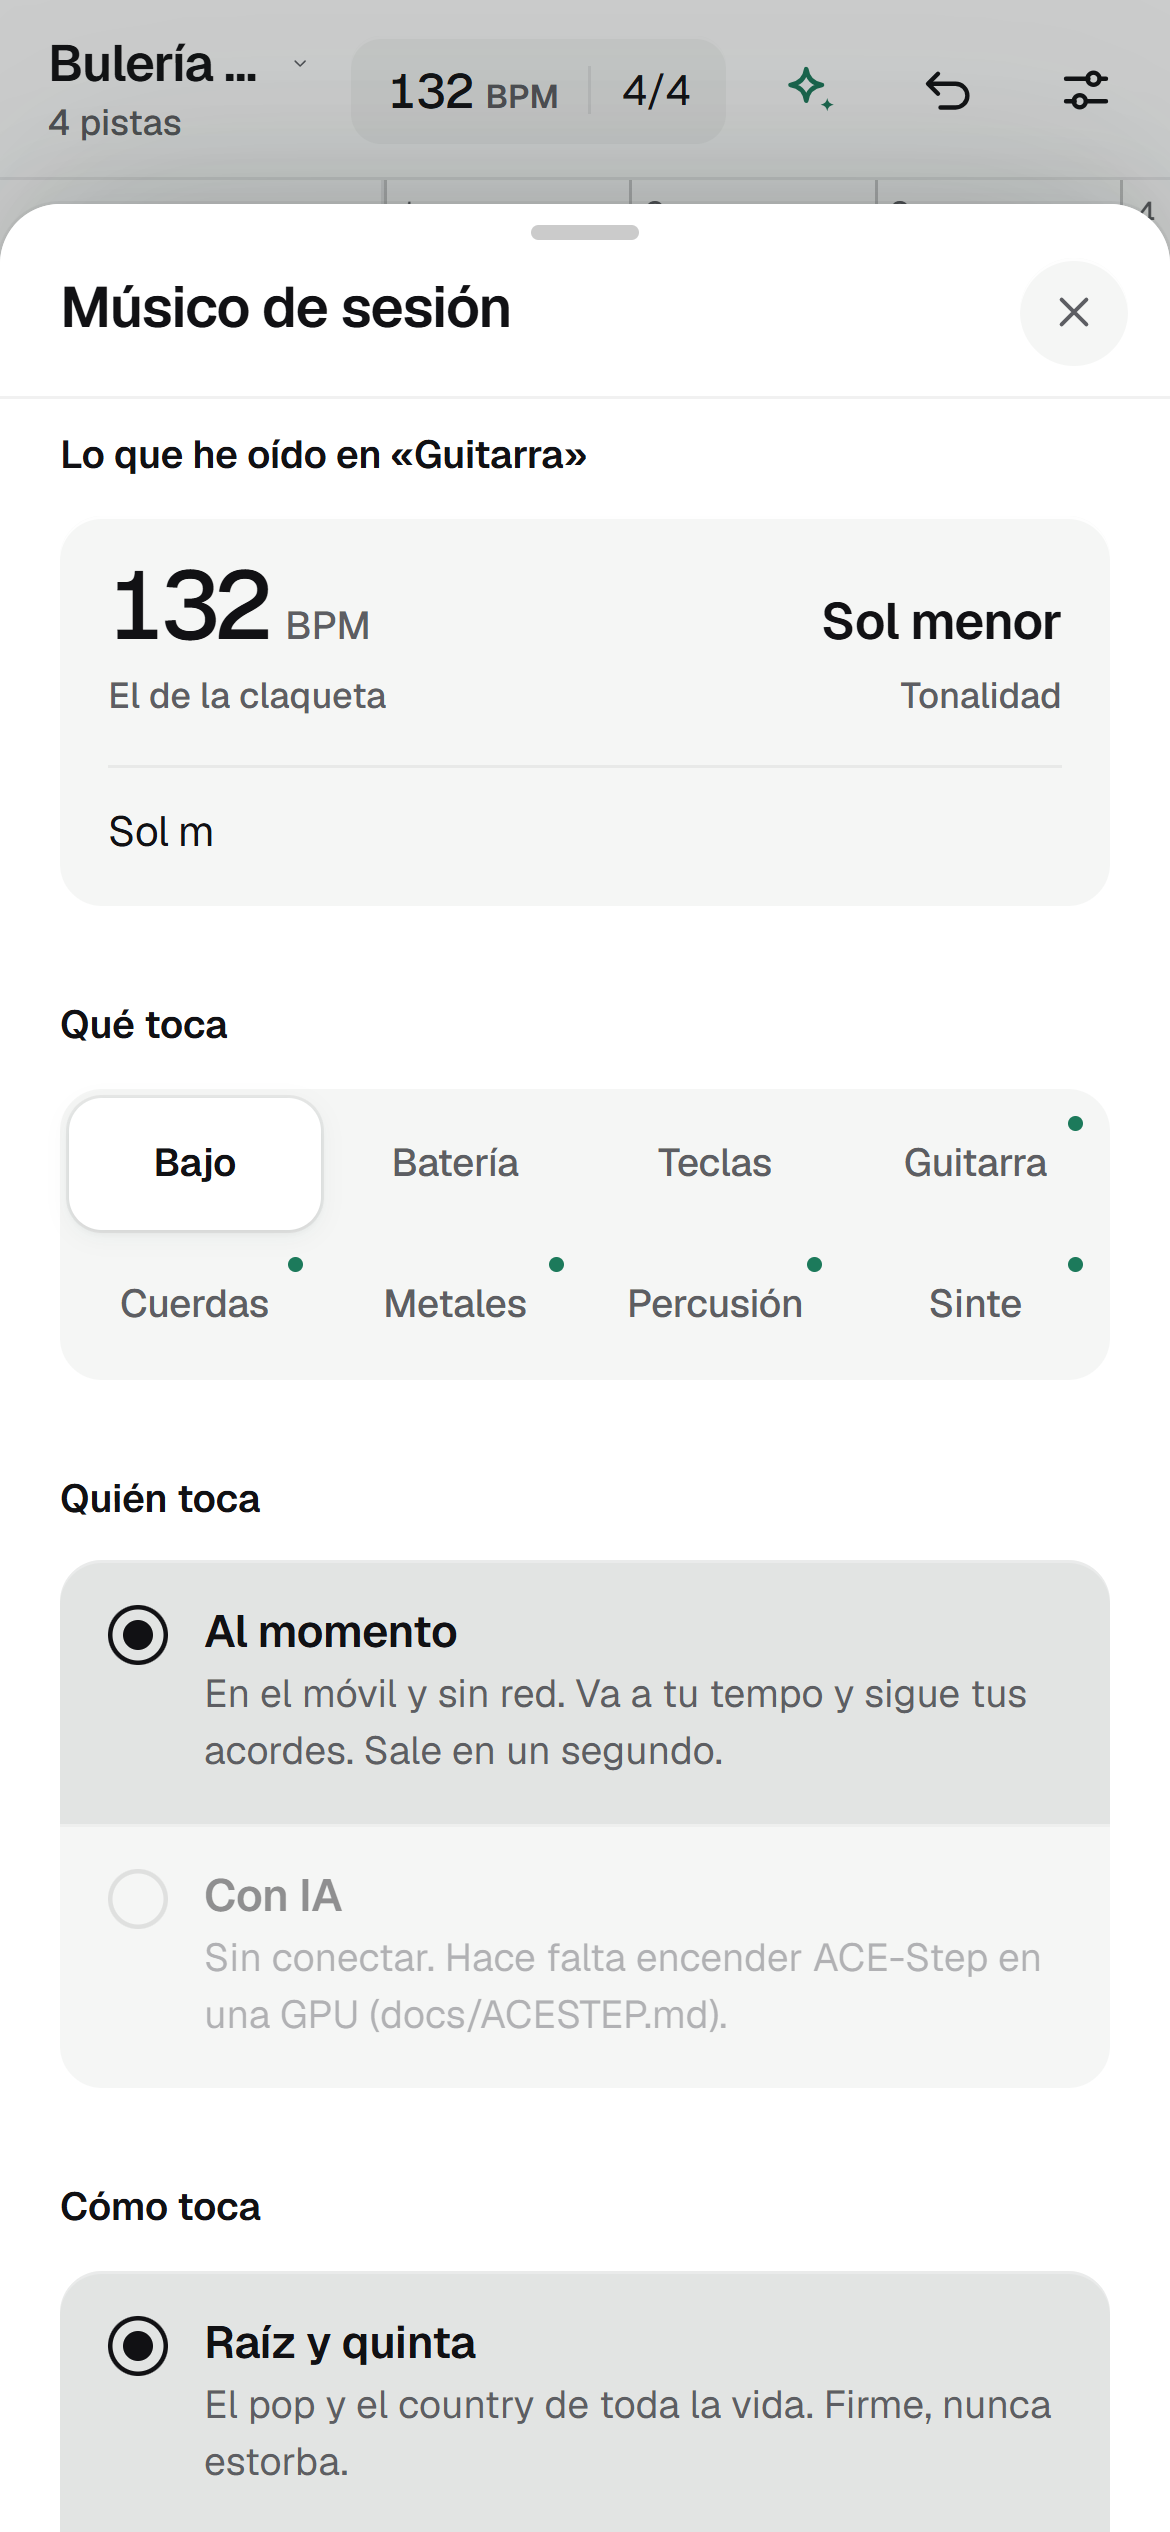 Bulería ...
4 pistas
132 BPM
4/4
4
Músico de sesión
Lo que he oído en «Guitarra»
132 BPM
Sol menor
El de la claqueta
Tonalidad
Sol m
Qué toca
Bajo
Batería
Teclas
Guitarra
Cuerdas
Metales
Percusión
Sinte
Quién toca
Al momento
En el móvil y sin red. Va a tu tempo y sigue tus
acordes. Sale en un segundo.
Con IA
Sin conectar. Hace falta encender ACE-Step en
una GPU (docs/ACESTEP.md).
Cómo toca
Raíz y quinta
El pop y el country de toda la vida. Firme, nunca
estorba.